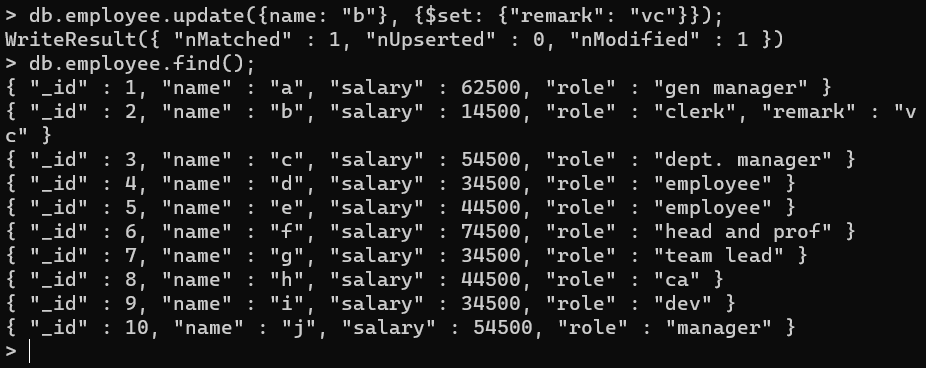 > db.employee.update({name: "b"}, {$set: {"remark": "vc"}});
WriteResult({ "nMatched" : 1, "nUpserted" : 0, "nModified" : 1 })
> db.employee.find();
{ "_id" : 1, "name" : "a", "salary" : 62500, "role" : "gen manager" }
{ "_id" : 2, "name" : "b", "salary" : 14500, "role" : "clerk", "remark" : "v
c" }
{ "_id" : 3, "name" : "c", "salary" : 54500, "role" : "dept. manager" }
{ "_id" : 4, "name" : "d", "salary" : 34500, "role" : "employee" }
{ "_id" : 5, "name" : "e", "salary" : 44500, "role" : "employee" }
{ "_id" : 6, "name" : "f", "salary" : 74500, "role" : "head and prof" }
{ "_id" : 7, "name" : "g", "salary" : 34500, "role" : "team lead" }
{ "_id" : 8, "name" : "h", "salary" : 44500, "role" : "ca" }
{ "_id" : 9, "name" : "i", "salary" : 34500, "role" : "dev" }
{ "_id" : 10, "name" : "j", "salary" : 54500, "role" : "manager" }
>